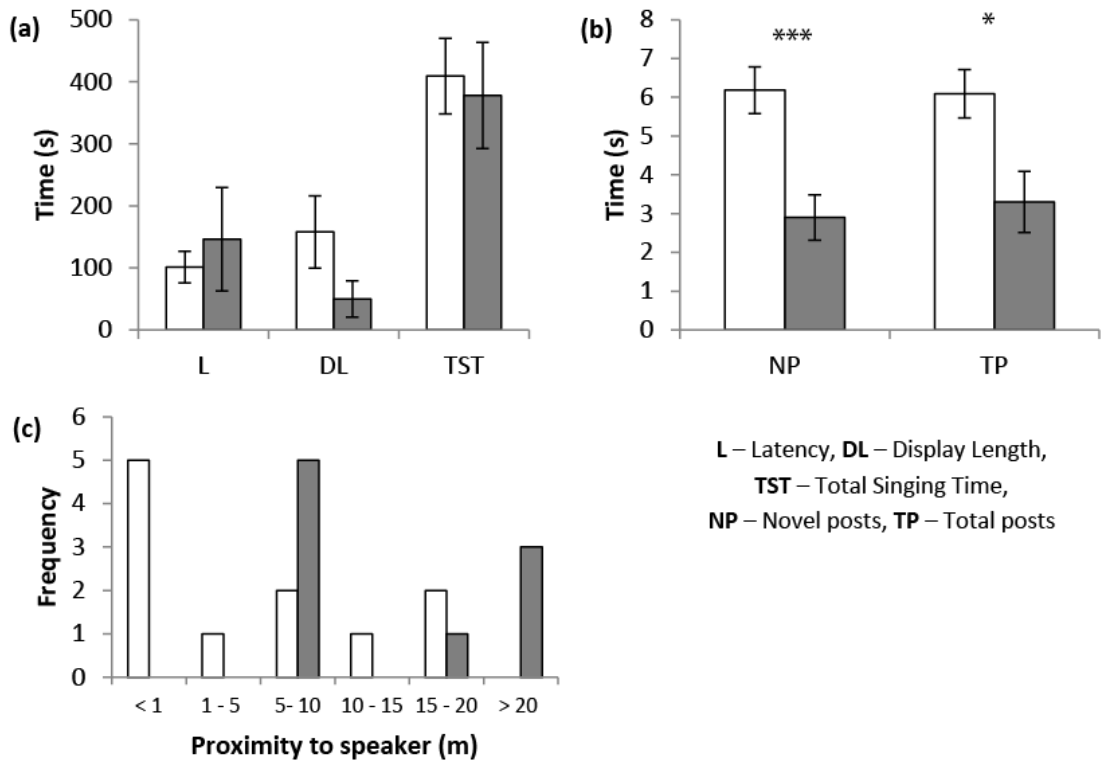 (a)
Time (s)
500
400
300
200
100
0
L DL TST
(b)
Time (s)
8
7
6
5
4
3
2
1
0
***
*
NP TP
(c)
Frequency
6
5
4
3
2
1
0
< 1 1 - 5 5- 10 10 - 15 15 - 20 > 20
Proximity to speaker (m)
L – Latency, DL – Display Length,
TST – Total Singing Time,
NP – Novel posts, TP – Total posts